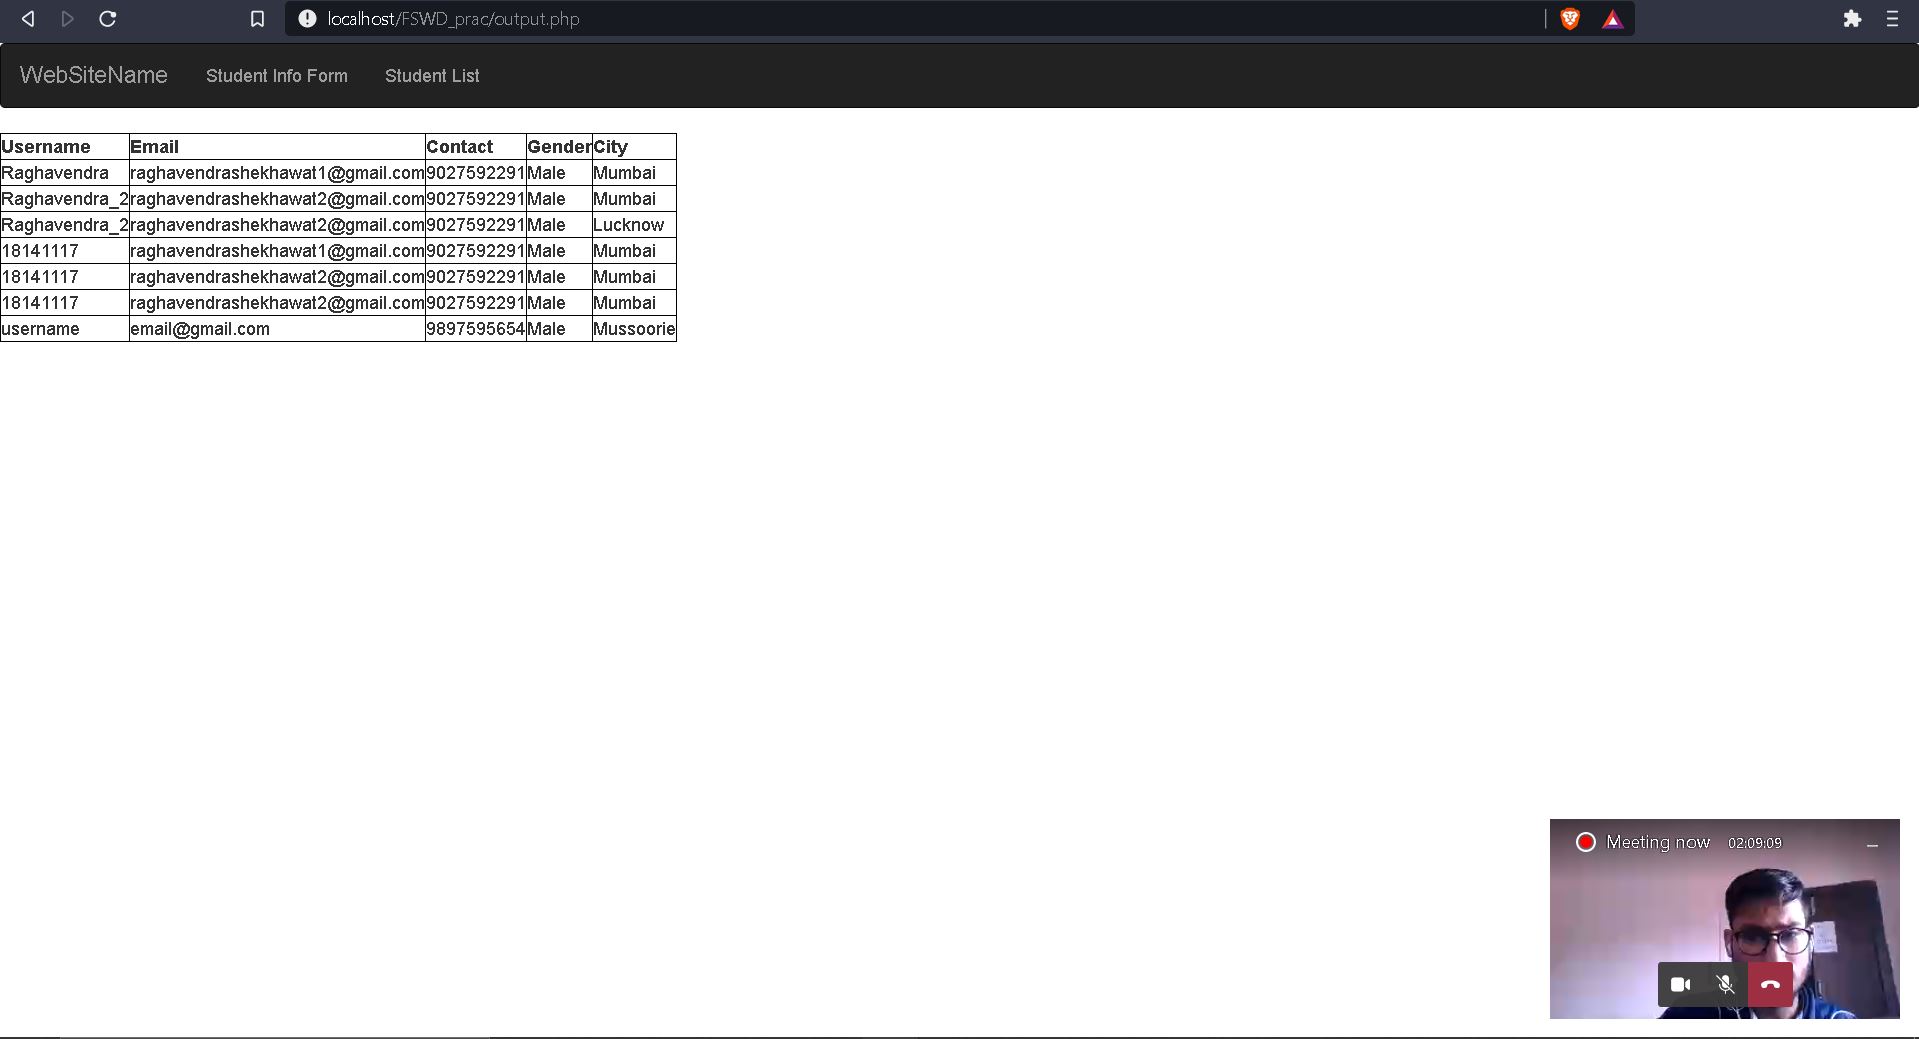 localhost/FSWD_prac/output.php
WebSiteName Student Info Form Student List
Username Email Contact Gender City
Raghavendra raghavendrashekhawat1@gmail.com 9027592291 Male Mumbai
Raghavendra_2 raghavendrashekhawat2@gmail.com 9027592291 Male Mumbai
Raghavendra_2 raghavendrashekhawat2@gmail.com 9027592291 Male Lucknow
18141117 raghavendrashekhawat1@gmail.com 9027592291 Male Mumbai
18141117 raghavendrashekhawat2@gmail.com 9027592291 Male Mumbai
18141117 raghavendrashekhawat2@gmail.com 9027592291 Male Mumbai
username email@gmail.com 9897595654 Male Mussoorie
Meeting now 02:09:09